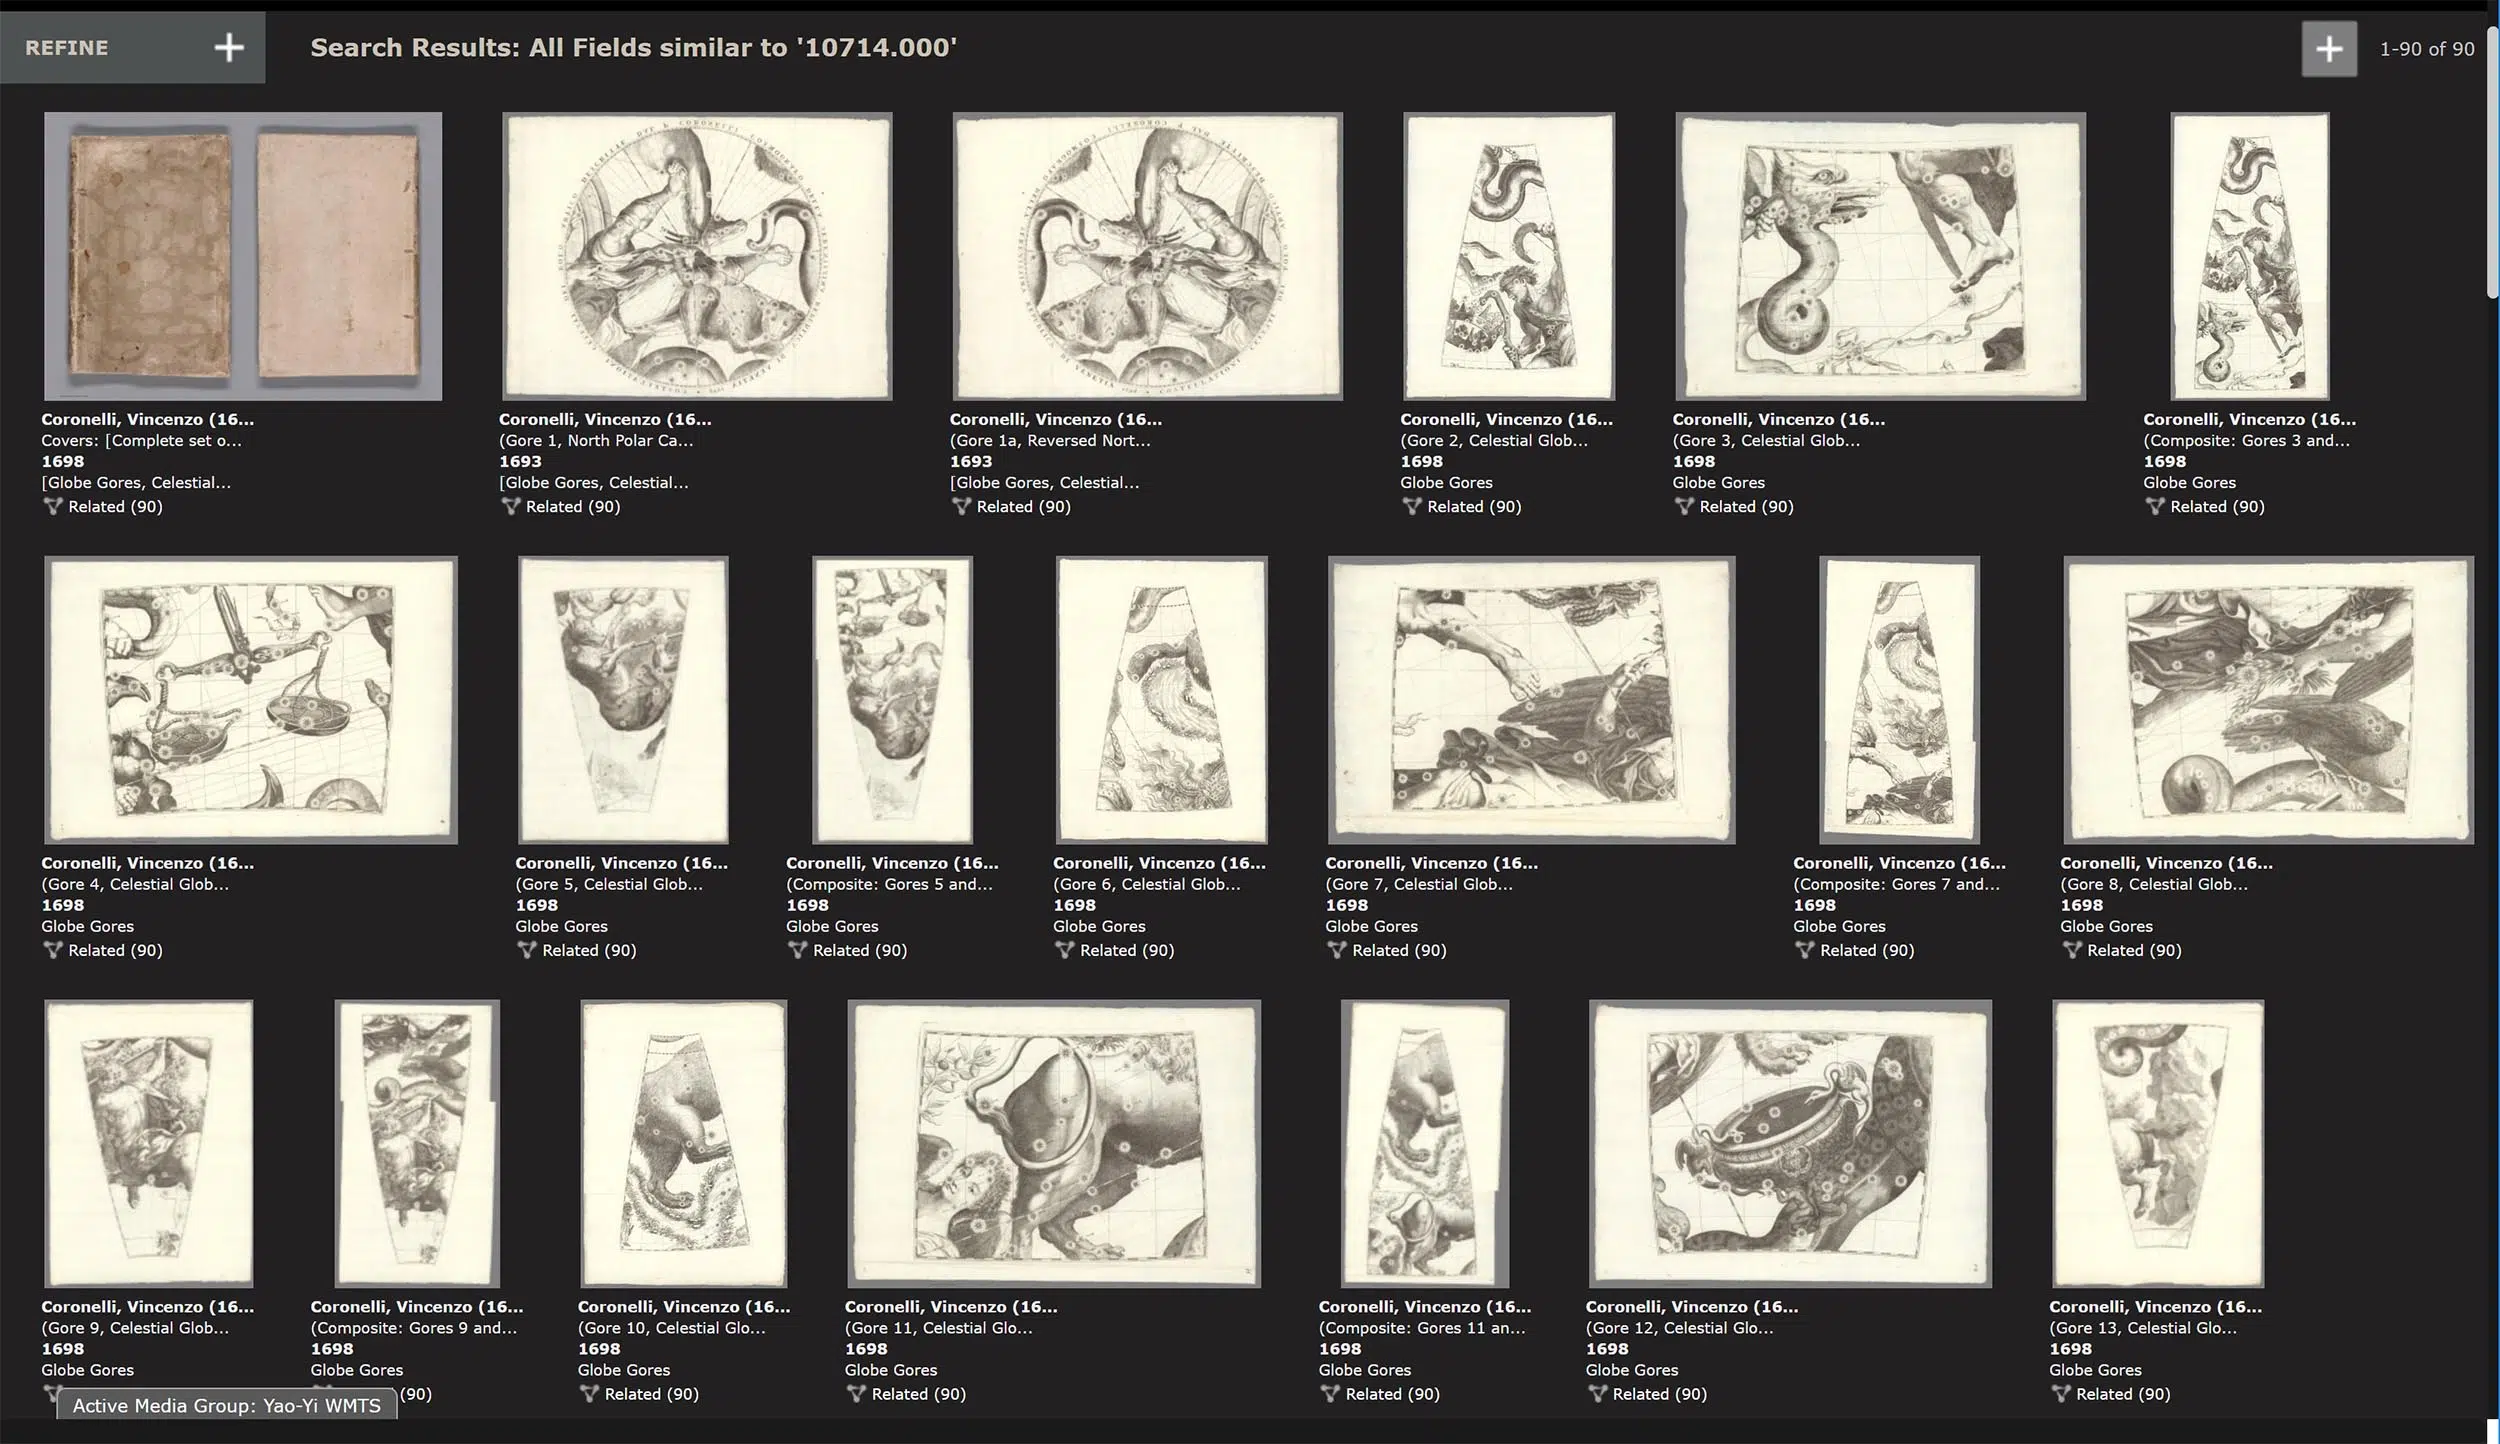 REFINE
Search Results: All Fields similar to '10714.000'
1-90 of 90
Coronelli, Vincenzo (16...
Covers: [Complete set o...
1698
[Globe Gores, Celestial...
Related (90)
Coronelli, Vincenzo (16...
(Gore 1, North Polar Ca...
1693
[Globe Gores, Celestial...
Related (90)
Coronelli, Vincenzo (16...
(Gore 1a, Reversed Nort...
1693
[Globe Gores, Celestial...
Related (90)
Coronelli, Vincenzo (16...
(Gore 2, Celestial Glob...
1698
Globe Gores
Related (90)
Coronelli, Vincenzo (16...
(Gore 3, Celestial Glob...
1698
Globe Gores
Related (90)
Coronelli, Vincenzo (16...
(Composite: Gores 3 and...
1698
Globe Gores
Related (90)
Coronelli, Vincenzo (16...
(Gore 4, Celestial Glob...
1698
Globe Gores
Related (90)
Coronelli, Vincenzo (16...
(Gore 5, Celestial Glob...
1698
Globe Gores
Related (90)
Coronelli, Vincenzo (16...
(Composite: Gores 5 and...
1698
Globe Gores
Related (90)
Coronelli, Vincenzo (16...
(Gore 6, Celestial Glob...
1698
Globe Gores
Related (90)
Coronelli, Vincenzo (16...
(Gore 7, Celestial Glob...
1698
Globe Gores
Related (90)
Coronelli, Vincenzo (16...
(Composite: Gores 7 and...
1698
Globe Gores
Related (90)
Coronelli, Vincenzo (16...
(Gore 8, Celestial Glob...
1698
Globe Gores
Related (90)
Coronelli, Vincenzo (16...
(Gore 9, Celestial Glob...
1698
Globe Gores
Coronelli, Vincenzo (16...
(Composite: Gores 9 and...
1698
Globe Gores
(90)
Coronelli, Vincenzo (16...
(Gore 10, Celestial Glo...
1698
Globe Gores
Related (90)
Coronelli, Vincenzo (16...
(Gore 11, Celestial Glo...
1698
Globe Gores
Related (90)
Coronelli, Vincenzo (16...
(Composite: Gores 11 an...
1698
Globe Gores
Related (90)
Coronelli, Vincenzo (16...
(Gore 12, Celestial Glo...
1698
Globe Gores
Related (90)
Coronelli, Vincenzo (16...
(Gore 13, Celestial Glo...
1698
Globe Gores
Related (90)
Active Media Group: Yao-Yi WMTS